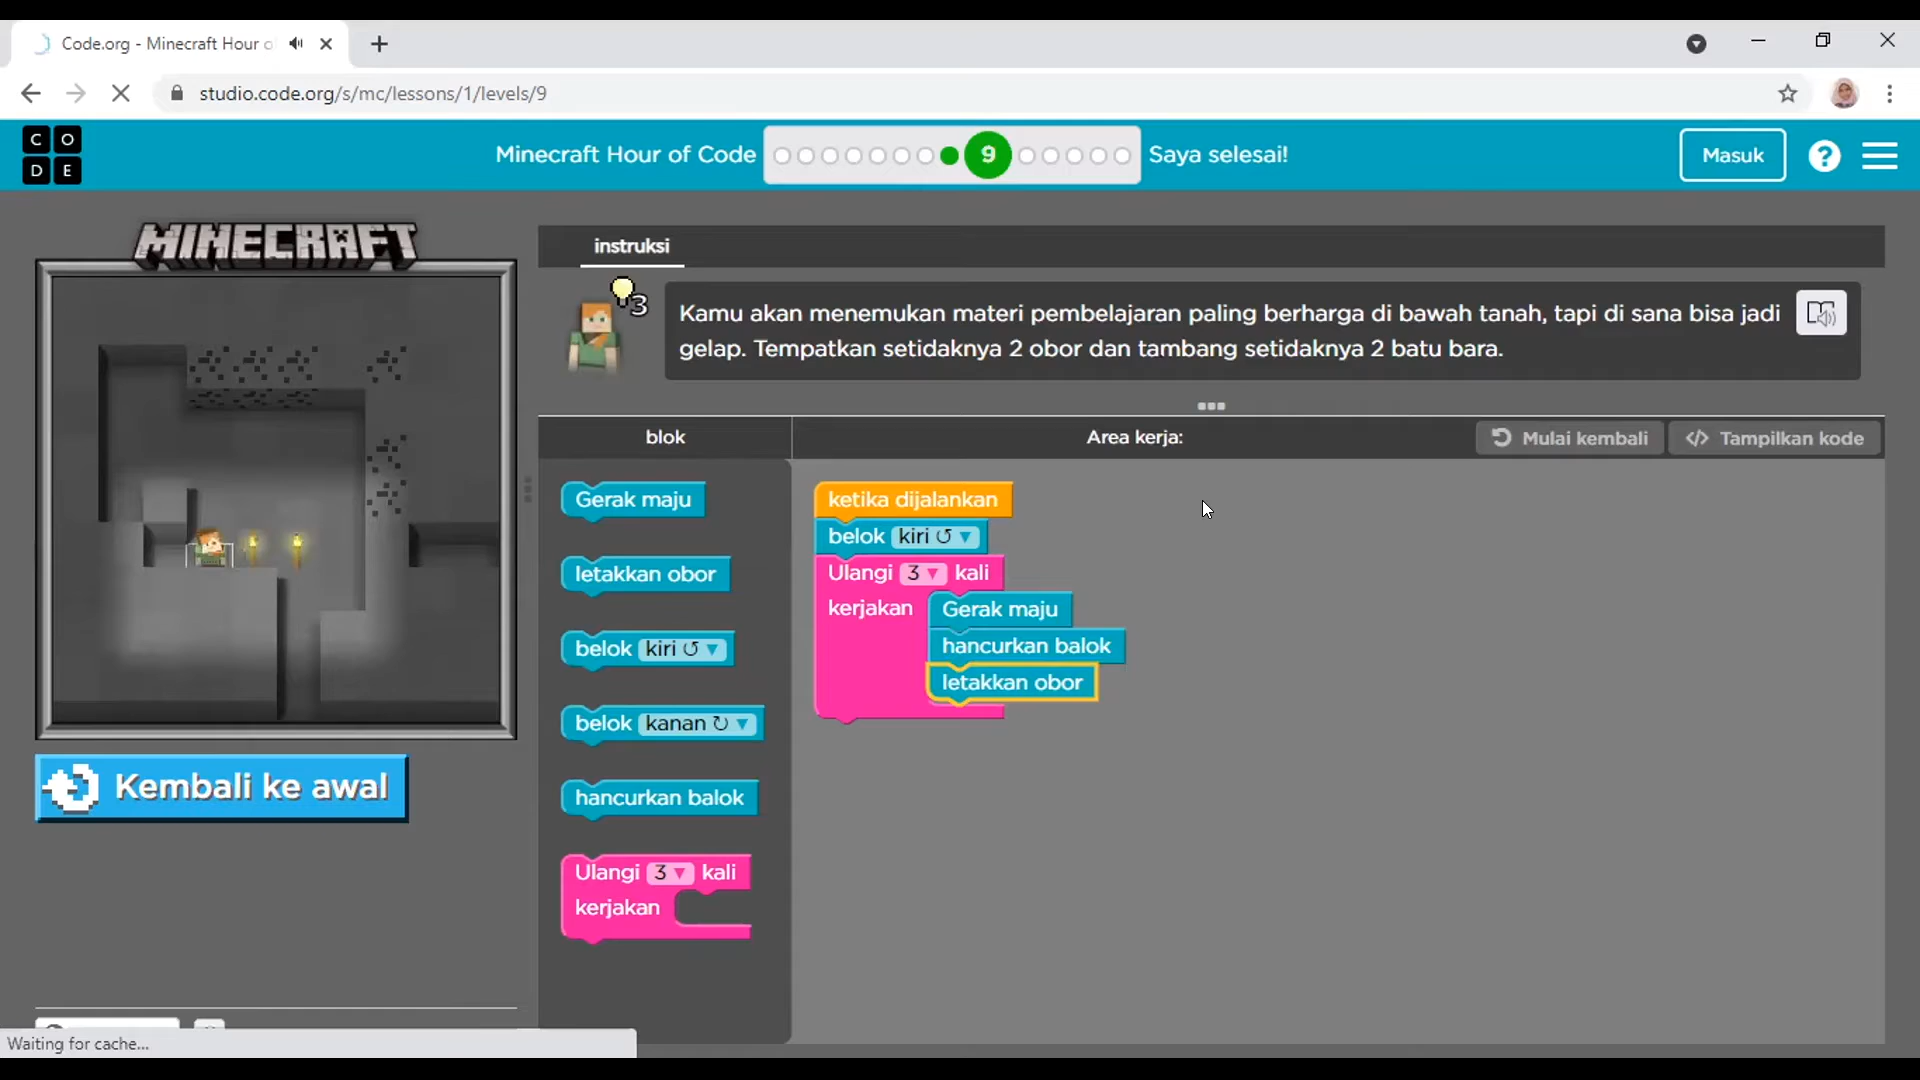 Code.org - Minecraft Hour o
studio.code.org/s/mc/lessons/1/levels/9
C O
D E
Minecraft Hour of Code
9
Saya selesai!
Masuk
?
MINECRAFT
instruksi
3
Kamu akan menemukan materi pembelajaran paling berharga di bawah tanah, tapi di sana bisa jadi
gelap. Tempatkan setidaknya 2 obor dan tambang setidaknya 2 batu bara.
blok
Area kerja:
Mulai kembali
</> Tampilkan kode
Gerak maju
letakkan obor
belok kiri ↺ ▼
belok kanan ↻ ▼
hancurkan balok
Ulangi 3 ▼ kali
kerjakan
ketika dijalankan
belok kiri ↺ ▼
Ulangi 3 ▼ kali
kerjakan
Gerak maju
hancurkan balok
letakkan obor
Kembali ke awal
Waiting for cache...